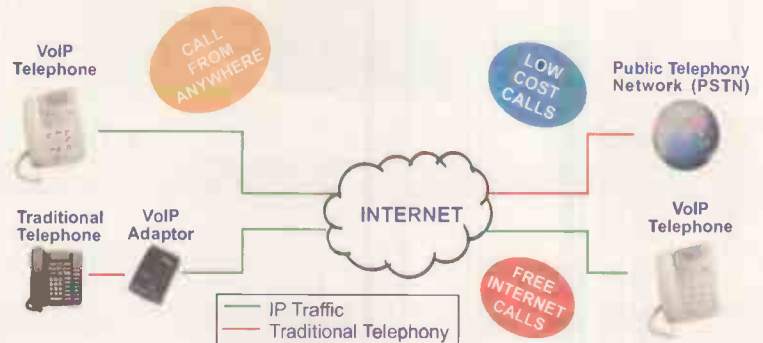 VoIP
Telephone
CALL
FROM
ANYWHERE
LOW
COST
CALLS
Public Telephony
Network (PSTN)
INTERNET
Traditional
Telephone
VoIP
Adaptor
VoIP
Telephone
FREE
INTERNET
CALLS
IP Traffic
Traditional Telephony